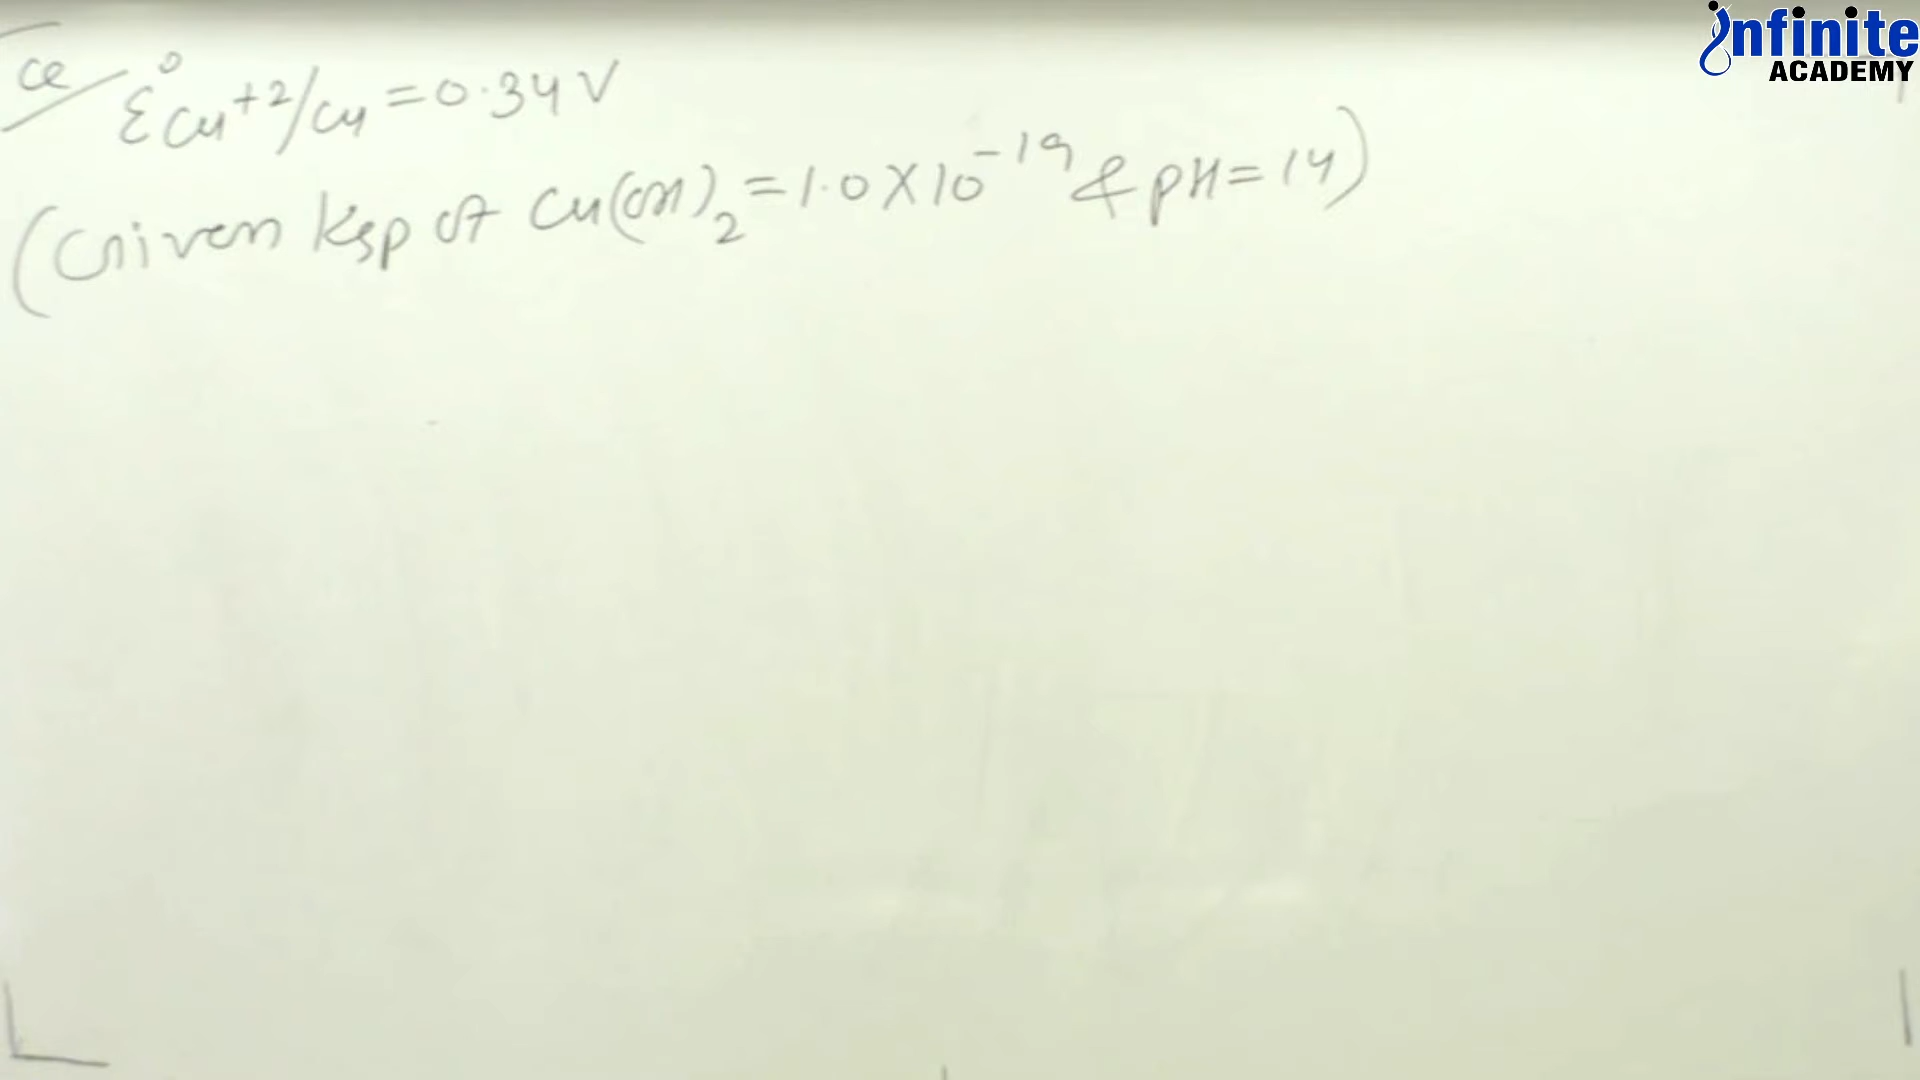 infinite
ACADEMY
Ce
ε°Cu+2/Cu = 0.34 V
(Given Ksp of Cu(OH)2 = 1.0 X 10-19 & pH = 14)